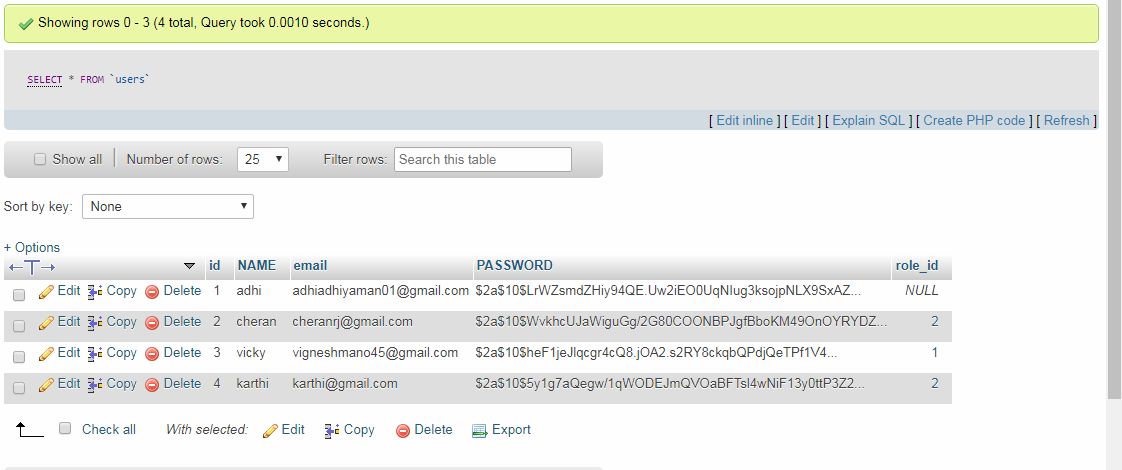 Showing rows 0 - 3 (4 total, Query took 0.0010 seconds.)
SELECT * FROM `users`
[ Edit inline ] [ Edit ] [ Explain SQL ] [ Create PHP code ] [ Refresh ]
Show all Number of rows: 25 Filter rows: Search this table
Sort by key: None
+ Options
id NAME email PASSWORD role_id
Edit Copy Delete 1 adhi adhiadhiyaman01@gmail.com $2a$10$LrWZsmdZHiy94QE.Uw2iEO0UqNlug3ksojpNLX9SxAZ... NULL
Edit Copy Delete 2 cheran cheranrj@gmail.com $2a$10$WvkhcUJaWiguGg/2G80COONBPJgfBboKM49OnOYRYDZ... 2
Edit Copy Delete 3 vicky vigneshmano45@gmail.com $2a$10$heF1jeJlqcgr4cQ8.jOA2.s2RY8ckqbQPdjQeTPf1V4... 1
Edit Copy Delete 4 karthi karthi@gmail.com $2a$10$5y1g7aQegw/1qWODEJmQVOaBFTsl4wNiF13y0ttP3Z2... 2
Check all With selected: Edit Copy Delete Export